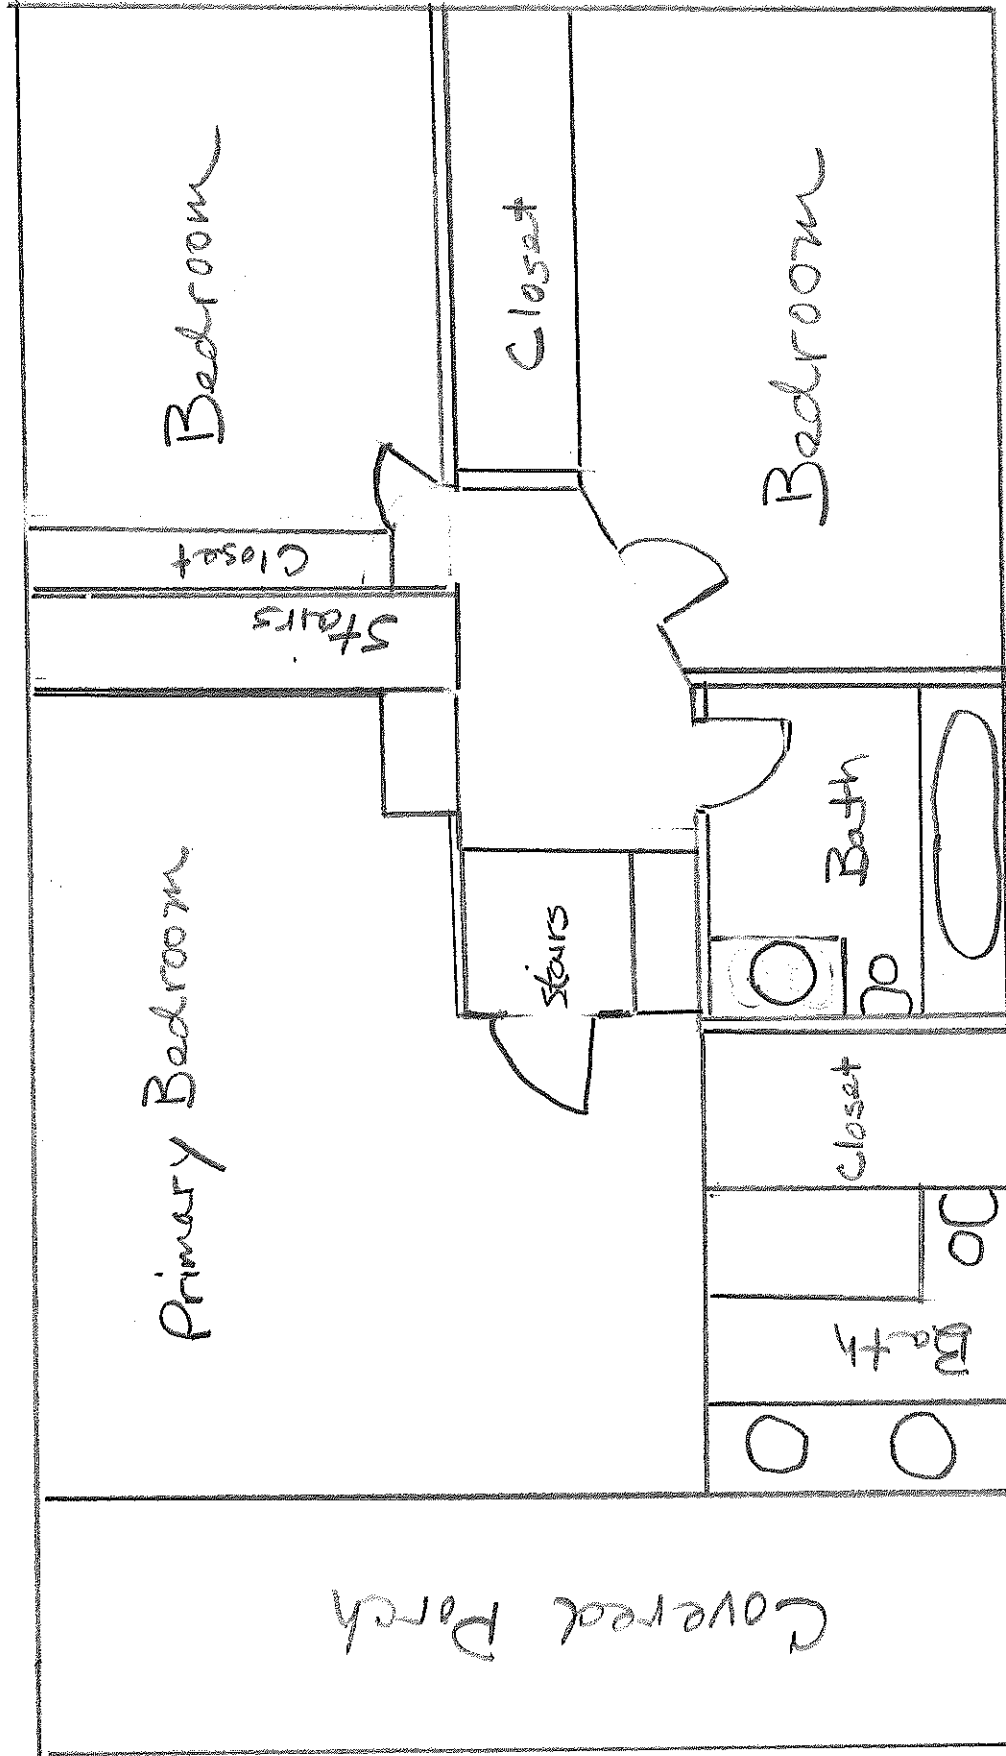 Primary Bedroom
Stairs
Closet
Bedroom
Covered Porch
Stairs
Closet
Bath
Closet
Bath
Bedroom